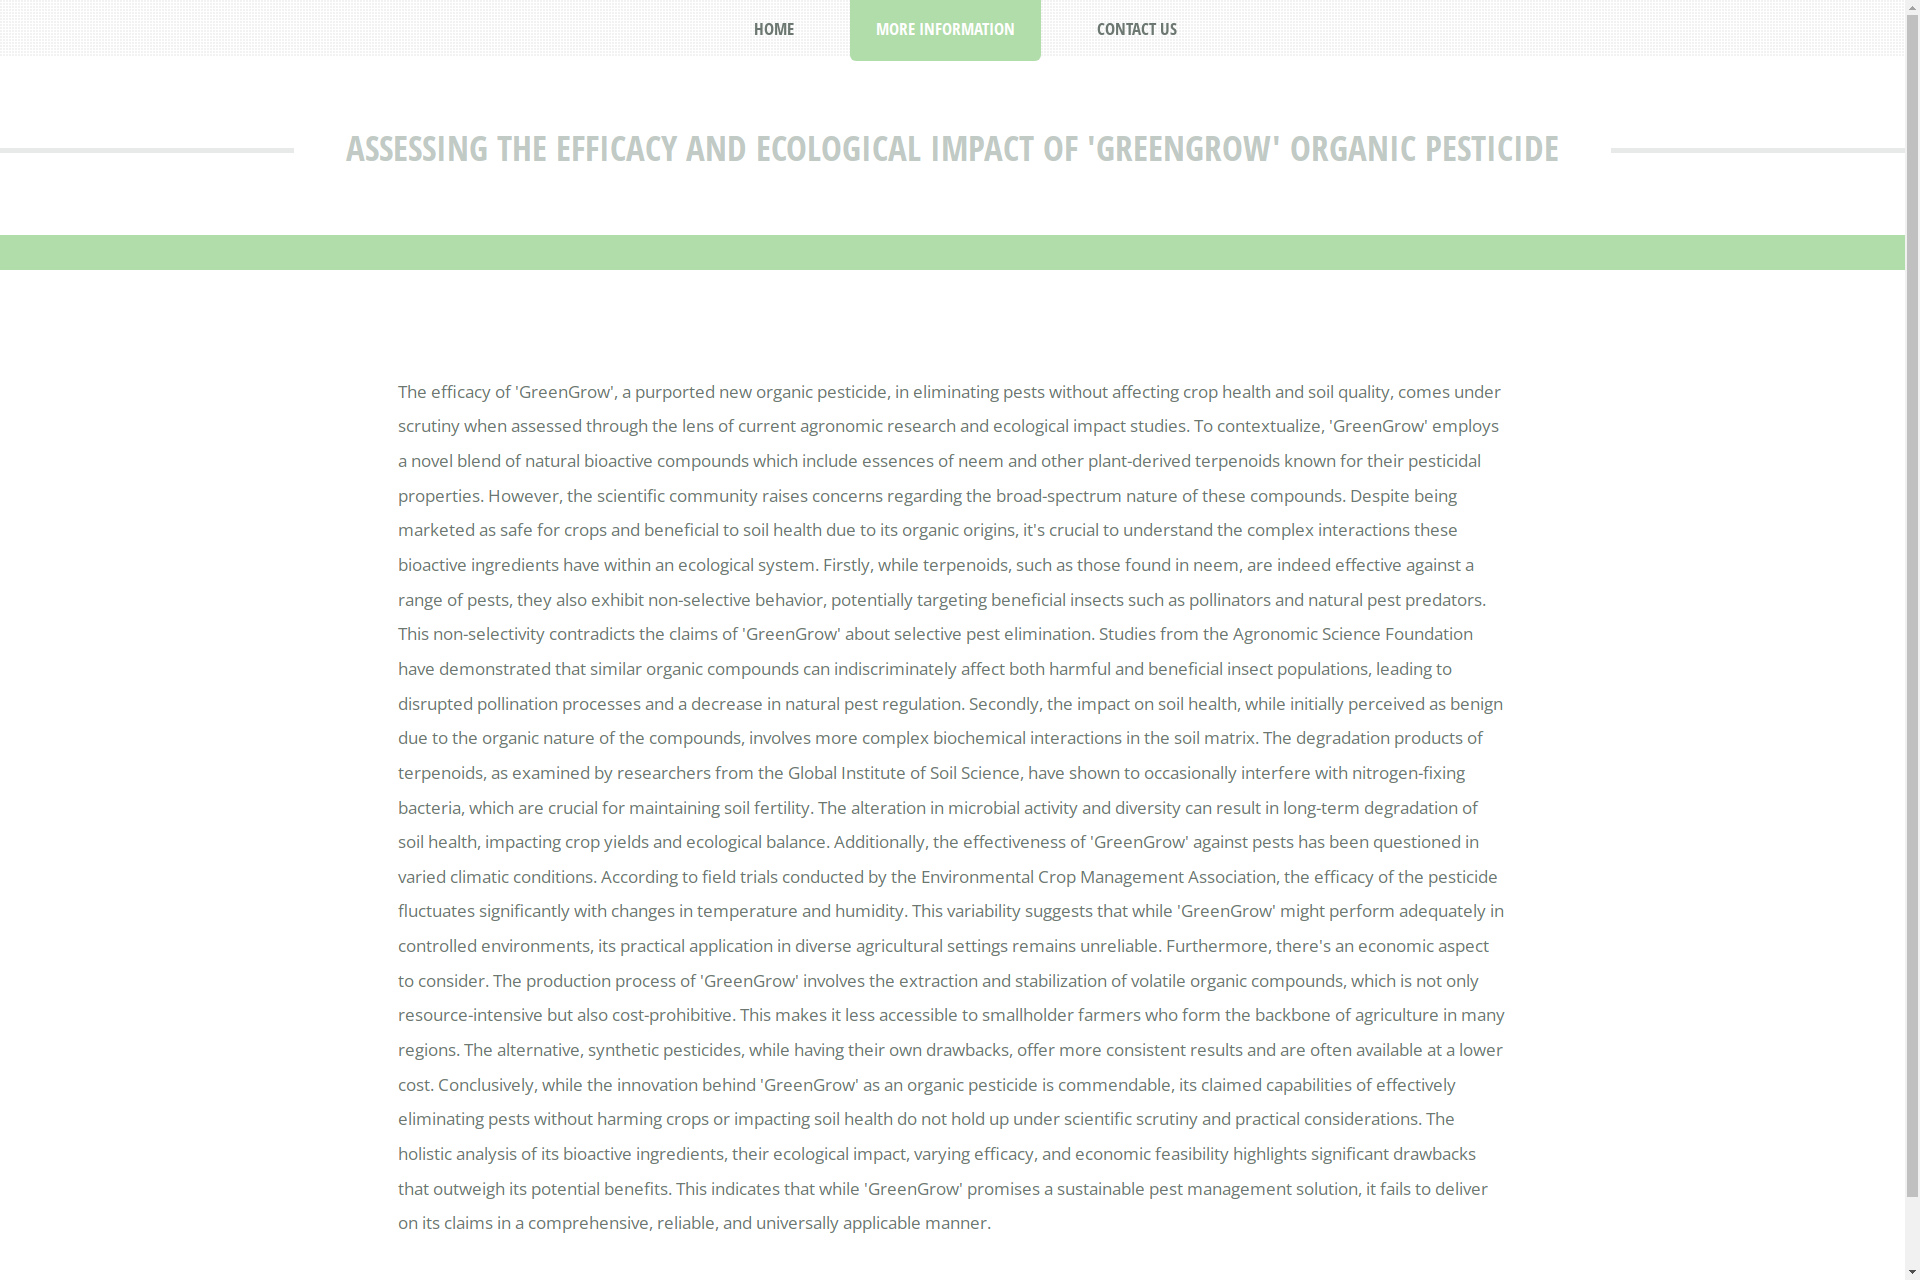 HOME
MORE INFORMATION
CONTACT US
ASSESSING THE EFFICACY AND ECOLOGICAL IMPACT OF 'GREENGROW' ORGANIC PESTICIDE
The efficacy of 'GreenGrow', a purported new organic pesticide, in eliminating pests without affecting crop health and soil quality, comes under
scrutiny when assessed through the lens of current agronomic research and ecological impact studies. To contextualize, 'GreenGrow' employs
a novel blend of natural bioactive compounds which include essences of neem and other plant-derived terpenoids known for their pesticidal
properties. However, the scientific community raises concerns regarding the broad-spectrum nature of these compounds. Despite being
marketed as safe for crops and beneficial to soil health due to its organic origins, it's crucial to understand the complex interactions these
bioactive ingredients have within an ecological system. Firstly, while terpenoids, such as those found in neem, are indeed effective against a
range of pests, they also exhibit non-selective behavior, potentially targeting beneficial insects such as pollinators and natural pest predators.
This non-selectivity contradicts the claims of 'GreenGrow' about selective pest elimination. Studies from the Agronomic Science Foundation
have demonstrated that similar organic compounds can indiscriminately affect both harmful and beneficial insect populations, leading to
disrupted pollination processes and a decrease in natural pest regulation. Secondly, the impact on soil health, while initially perceived as benign
due to the organic nature of the compounds, involves more complex biochemical interactions in the soil matrix. The degradation products of
terpenoids, as examined by researchers from the Global Institute of Soil Science, have shown to occasionally interfere with nitrogen-fixing
bacteria, which are crucial for maintaining soil fertility. The alteration in microbial activity and diversity can result in long-term degradation of
soil health, impacting crop yields and ecological balance. Additionally, the effectiveness of 'GreenGrow' against pests has been questioned in
varied climatic conditions. According to field trials conducted by the Environmental Crop Management Association, the efficacy of the pesticide
fluctuates significantly with changes in temperature and humidity. This variability suggests that while 'GreenGrow' might perform adequately in
controlled environments, its practical application in diverse agricultural settings remains unreliable. Furthermore, there's an economic aspect
to consider. The production process of 'GreenGrow' involves the extraction and stabilization of volatile organic compounds, which is not only
resource-intensive but also cost-prohibitive. This makes it less accessible to smallholder farmers who form the backbone of agriculture in many
regions. The alternative, synthetic pesticides, while having their own drawbacks, offer more consistent results and are often available at a lower
cost. Conclusively, while the innovation behind 'GreenGrow' as an organic pesticide is commendable, its claimed capabilities of effectively
eliminating pests without harming crops or impacting soil health do not hold up under scientific scrutiny and practical considerations. The
holistic analysis of its bioactive ingredients, their ecological impact, varying efficacy, and economic feasibility highlights significant drawbacks
that outweigh its potential benefits. This indicates that while 'GreenGrow' promises a sustainable pest management solution, it fails to deliver
on its claims in a comprehensive, reliable, and universally applicable manner.